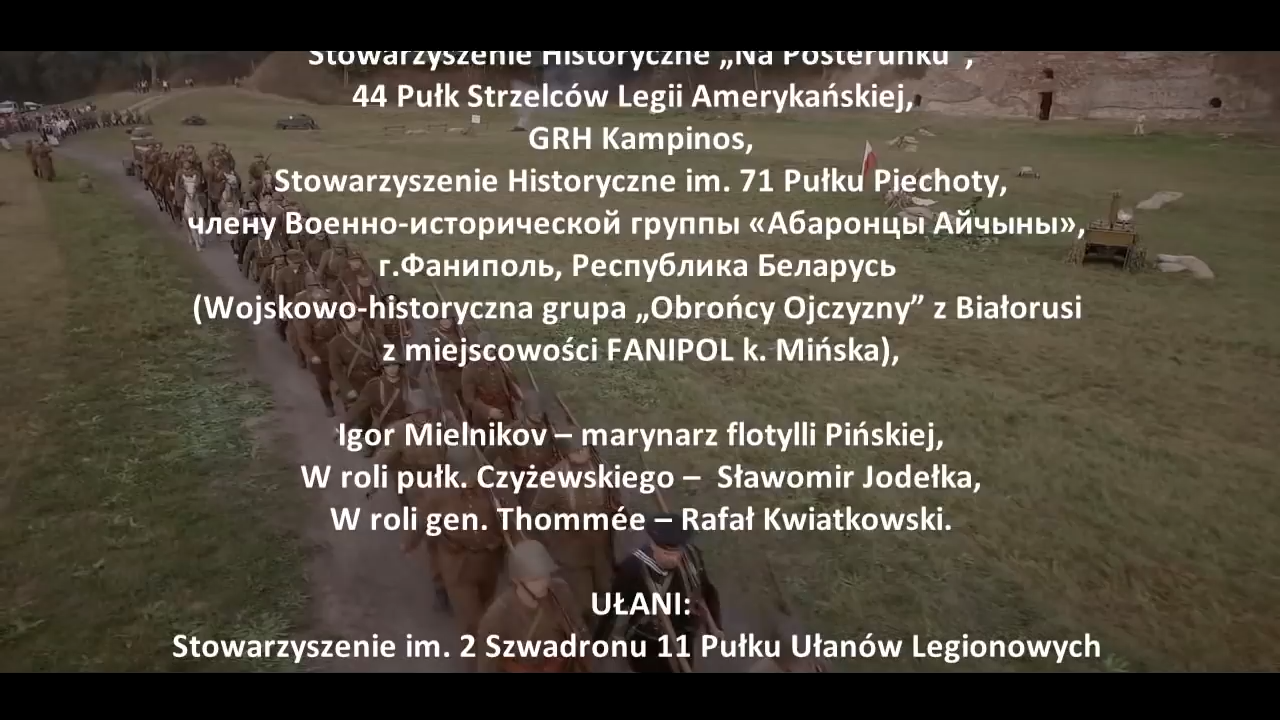 Stowarzyszenie Historyczne „Na Posterunku”,
44 Pułk Strzelców Legii Amerykańskiej,
GRH Kampinos,
Stowarzyszenie Historyczne im. 71 Pułku Piechoty,
члену Военно-исторической группы «Абаронцы Айчыны»,
г.Фаниполь, Республика Беларусь
(Wojskowo-historyczna grupa „Obrońcy Ojczyzny” z Białorusi
z miejscowości FANIPOL k. Mińska),
Igor Mielnikov – marynarz flotylli Pińskiej,
W roli pułk. Czyżewskiego – Sławomir Jodełka,
W roli gen. Thommée – Rafał Kwiatkowski.
UŁANI:
Stowarzyszenie im. 2 Szwadronu 11 Pułku Ułanów Legionowych